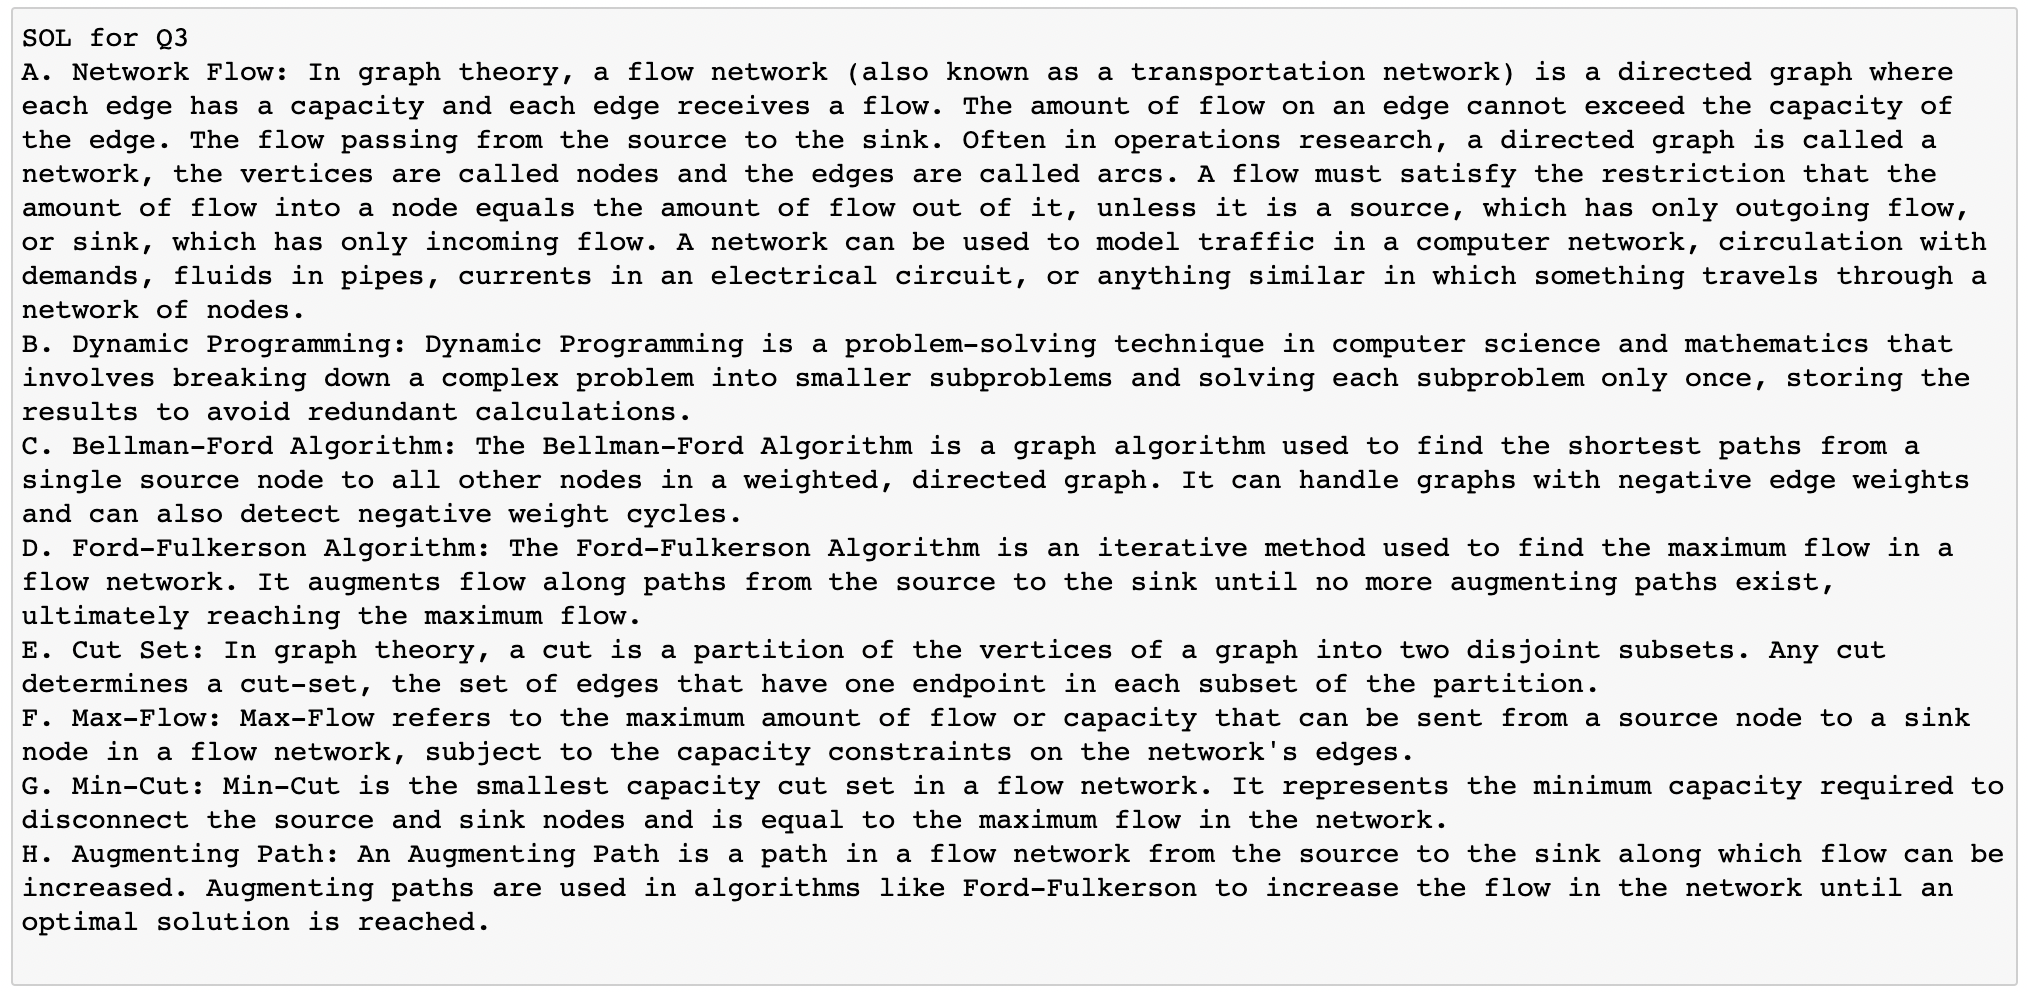 SOL for Q3
A. Network Flow: In graph theory, a flow network (also known as a transportation network) is a directed graph where
each edge has a capacity and each edge receives a flow. The amount of flow on an edge cannot exceed the capacity of
the edge. The flow passing from the source to the sink. Often in operations research, a directed graph is called a
network, the vertices are called nodes and the edges are called arcs. A flow must satisfy the restriction that the
amount of flow into a node equals the amount of flow out of it, unless it is a source, which has only outgoing flow,
or sink, which has only incoming flow. A network can be used to model traffic in a computer network, circulation with
demands, fluids in pipes, currents in an electrical circuit, or anything similar in which something travels through a
network of nodes.
B. Dynamic Programming: Dynamic Programming is a problem-solving technique in computer science and mathematics that
involves breaking down a complex problem into smaller subproblems and solving each subproblem only once, storing the
results to avoid redundant calculations.
C. Bellman-Ford Algorithm: The Bellman-Ford Algorithm is a graph algorithm used to find the shortest paths from a
single source node to all other nodes in a weighted, directed graph. It can handle graphs with negative edge weights
and can also detect negative weight cycles.
D. Ford-Fulkerson Algorithm: The Ford-Fulkerson Algorithm is an iterative method used to find the maximum flow in a
flow network. It augments flow along paths from the source to the sink until no more augmenting paths exist,
ultimately reaching the maximum flow.
E. Cut Set: In graph theory, a cut is a partition of the vertices of a graph into two disjoint subsets. Any cut
determines a cut-set, the set of edges that have one endpoint in each subset of the partition.
F. Max-Flow: Max-Flow refers to the maximum amount of flow or capacity that can be sent from a source node to a sink
node in a flow network, subject to the capacity constraints on the network's edges.
G. Min-Cut: Min-Cut is the smallest capacity cut set in a flow network. It represents the minimum capacity required to
disconnect the source and sink nodes and is equal to the maximum flow in the network.
H. Augmenting Path: An Augmenting Path is a path in a flow network from the source to the sink along which flow can be
increased. Augmenting paths are used in algorithms like Ford-Fulkerson to increase the flow in the network until an
optimal solution is reached.